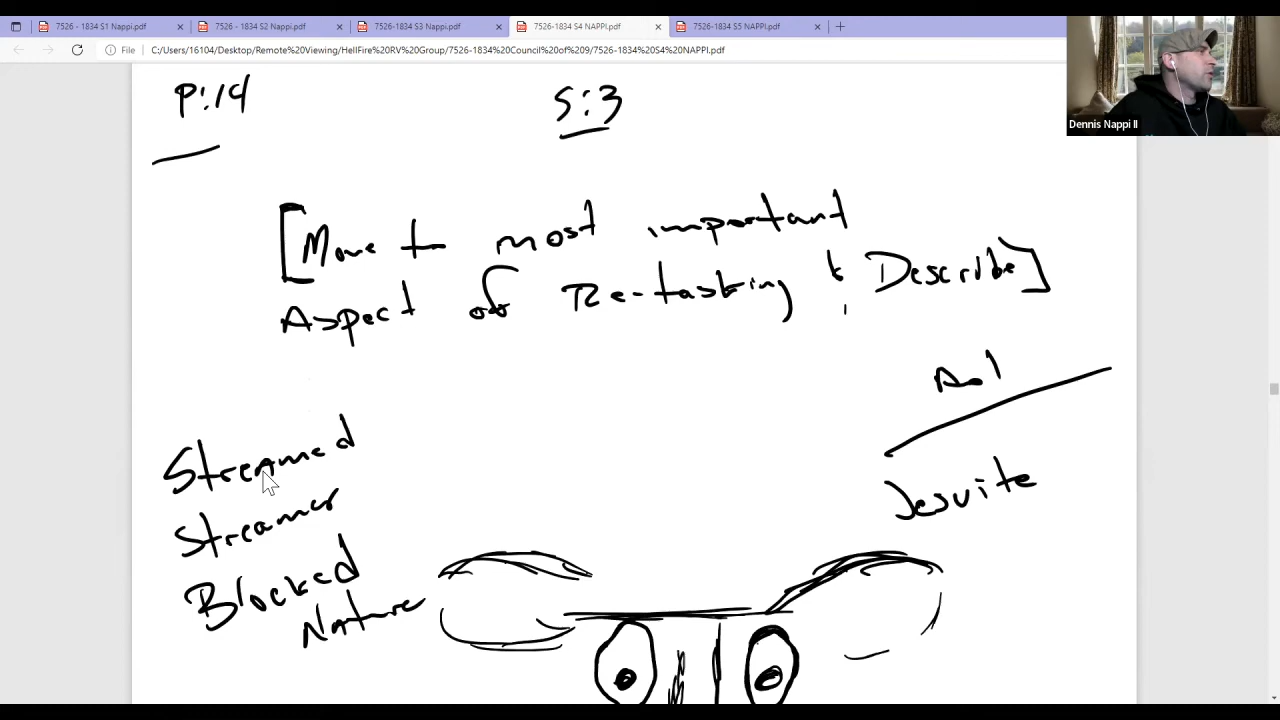 7526 - 1834 S1 Nappi.pdf
7526 - 1834 S2 Nappi.pdf
7526-1834 S3 Nappi.pdf
7526-1834 S4 NAPPI.pdf
7526-1834 S5 NAPPI.pdf
File
C:/Users/16104/Desktop/Remote%20Viewing/HellFire%20RV%20Group/7526-1834%20Council%20of%209/7526-1834%20S4%20NAPPI.pdf
Dennis Nappi II
P:14
S:3
[Move to most important
Aspect of Re-tasking & Describe]
Aol
Jesuite
Streamed
Streamer
Blocked
Nature